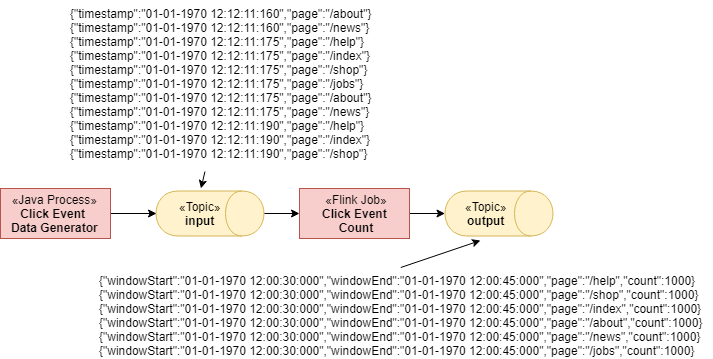 {"timestamp":"01-01-1970 12:12:11:160","page":"/about"}
{"timestamp":"01-01-1970 12:12:11:160","page":"/news"}
{"timestamp":"01-01-1970 12:12:11:175","page":"/help"}
{"timestamp":"01-01-1970 12:12:11:175","page":"/index"}
{"timestamp":"01-01-1970 12:12:11:175","page":"/shop"}
{"timestamp":"01-01-1970 12:12:11:175","page":"/jobs"}
{"timestamp":"01-01-1970 12:12:11:175","page":"/about"}
{"timestamp":"01-01-1970 12:12:11:175","page":"/news"}
{"timestamp":"01-01-1970 12:12:11:190","page":"/help"}
{"timestamp":"01-01-1970 12:12:11:190","page":"/index"}
{"timestamp":"01-01-1970 12:12:11:190","page":"/shop"}
«Java Process»
Click Event
Data Generator
«Topic»
input
«Flink Job»
Click Event
Count
«Topic»
output
{"windowStart":"01-01-1970 12:00:30:000","windowEnd":"01-01-1970 12:00:45:000","page":"/help","count":1000}
{"windowStart":"01-01-1970 12:00:30:000","windowEnd":"01-01-1970 12:00:45:000","page":"/shop","count":1000}
{"windowStart":"01-01-1970 12:00:30:000","windowEnd":"01-01-1970 12:00:45:000","page":"/index","count":1000}
{"windowStart":"01-01-1970 12:00:30:000","windowEnd":"01-01-1970 12:00:45:000","page":"/about","count":1000}
{"windowStart":"01-01-1970 12:00:30:000","windowEnd":"01-01-1970 12:00:45:000","page":"/news","count":1000}
{"windowStart":"01-01-1970 12:00:30:000","windowEnd":"01-01-1970 12:00:45:000","page":"/jobs","count":1000}